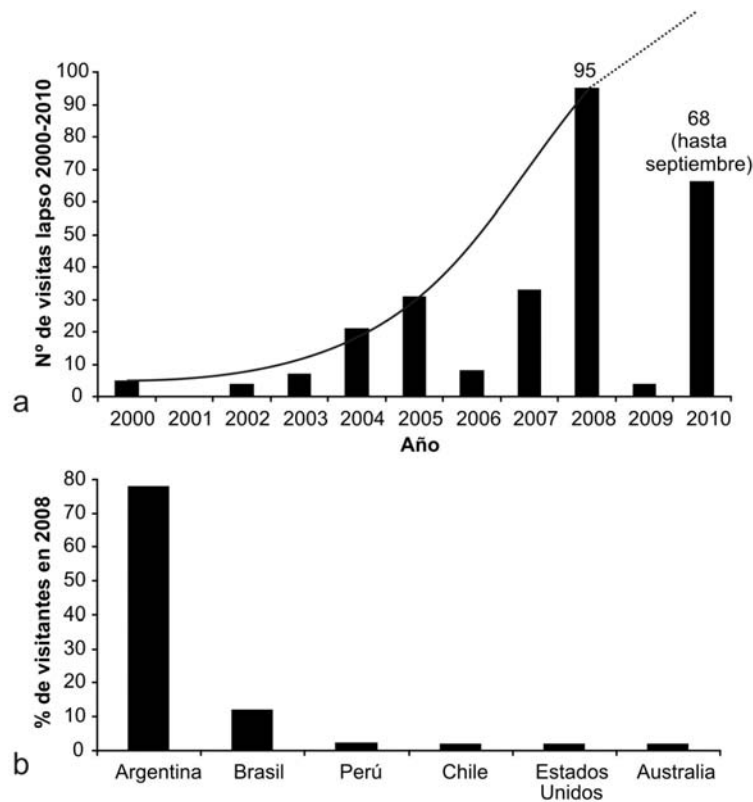 Nº de visitas lapso 2000-2010
100
90
80
70
60
50
40
30
20
10
0
95
68
(hasta
septiembre)
2000 2001 2002 2003 2004 2005 2006 2007 2008 2009 2010
Año
a
% de visitantes en 2008
80
70
60
50
40
30
20
10
0
Argentina Brasil Perú Chile Estados Australia
Unidos
b